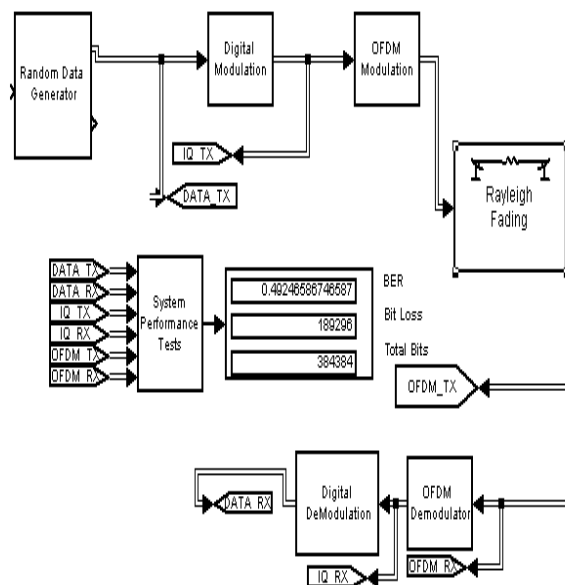 Random Data
Generator
Digital
Modulation
OFDM
Modulation
IQ TX
DATA_TX
Rayleigh
Fading
DATA TX
DATA RX
IQ TX
IQ RX
OFDM TX
OFDM RX
System
Performance
Tests
0.49246586746587
189296
384384
BER
Bit Loss
Total Bits
OFDM_TX
DATA RX
Digital
DeModulation
OFDM
Demodulator
IQ RX
OFDM RX